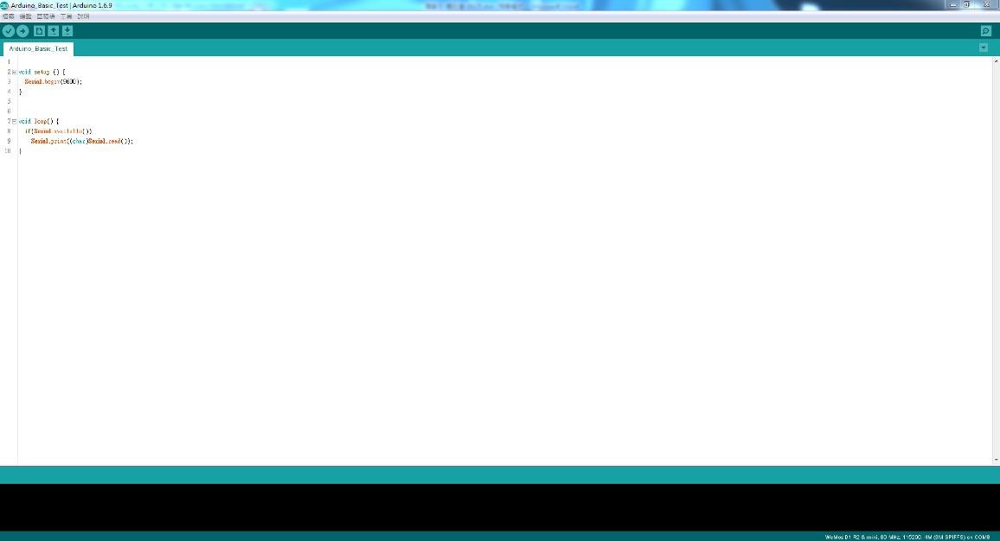 Arduino_Basic_Test | Arduino 1.6.9
檔案 編輯 草稿碼 工具 說明
Arduino_Basic_Test
1
2 void setup () {
3 Serial.begin(9600);
4 }
5
6
7 void loop() {
8 if(Serial.available())
9 Serial.print((char)Serial.read());
10 }
WeMos D1 R2 & mini, 80 MHz, 115200, 4M (3M SPIFFS) on COM8